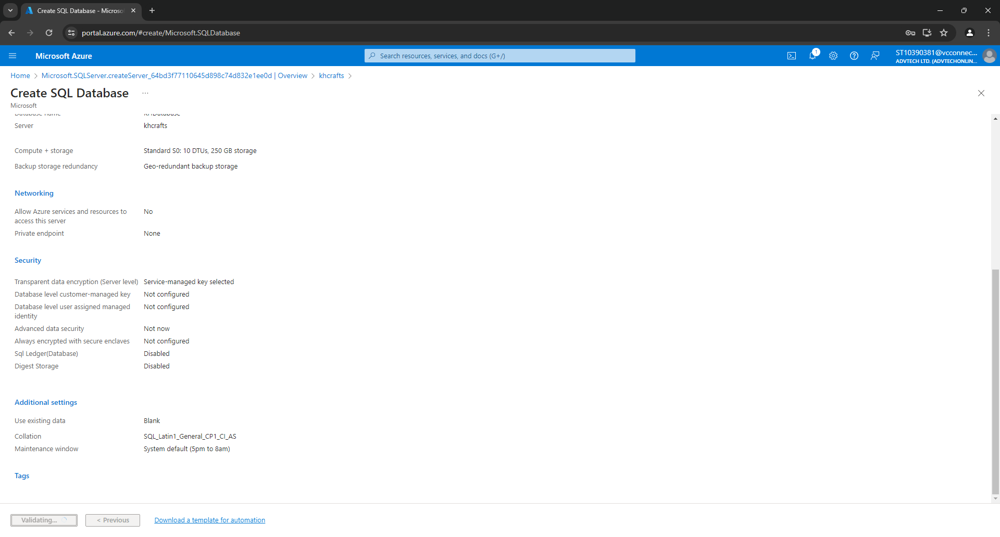 Create SQL Database - Microso
portal.azure.com/#create/Microsoft.SQLDatabase
Microsoft Azure
Search resources, services, and docs (G+/)
1
ST10390381@vcconnec...
ADVTECH LTD. (ADVTECHONLIN...
Home > Microsoft.SQLServer.createServer_64bd3f77110645d898c74d832e1ee0d | Overview > khcrafts >
Create SQL Database ...
Microsoft
Database name
Server khcrafts
Compute + storage Standard S0: 10 DTUs, 250 GB storage
Backup storage redundancy Geo-redundant backup storage
Networking
Allow Azure services and resources to access this server No
Private endpoint None
Security
Transparent data encryption (Server level) Service-managed key selected
Database level customer-managed key Not configured
Database level user assigned managed identity Not configured
Advanced data security Not now
Always encrypted with secure enclaves Not configured
Sql Ledger(Database) Disabled
Digest Storage Disabled
Additional settings
Use existing data Blank
Collation SQL_Latin1_General_CP1_CI_AS
Maintenance window System default (5pm to 8am)
Tags
Validating... < Previous Download a template for automation